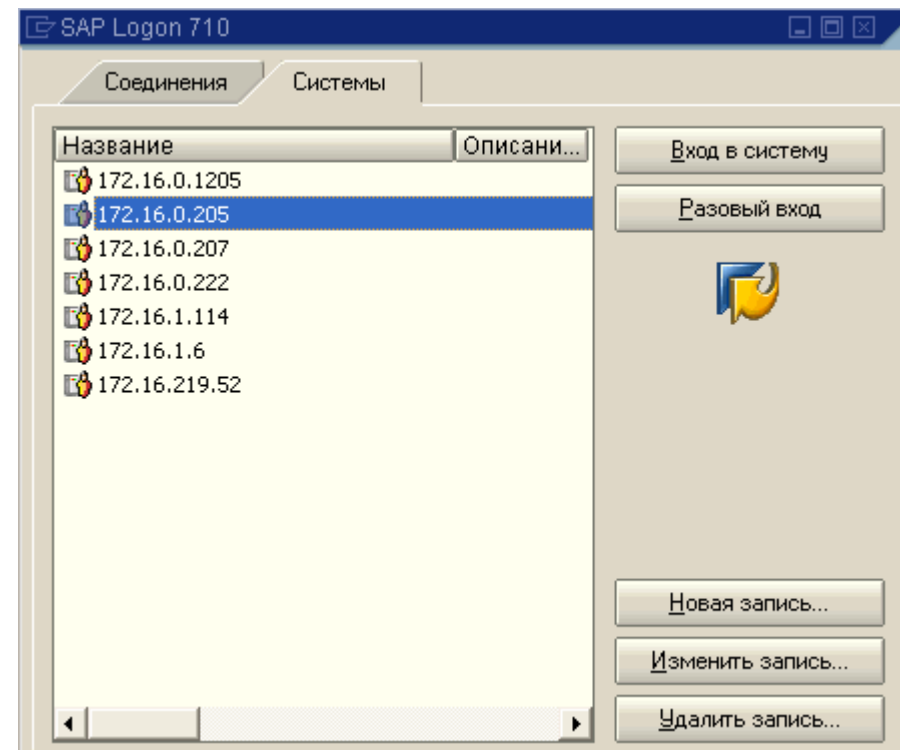 SAP Logon 710
Соединения
Системы
Название
Описани...
172.16.0.1205
172.16.0.205
172.16.0.207
172.16.0.222
172.16.1.114
172.16.1.6
172.16.219.52
Вход в систему
Разовый вход
Новая запись...
Изменить запись...
Удалить запись...